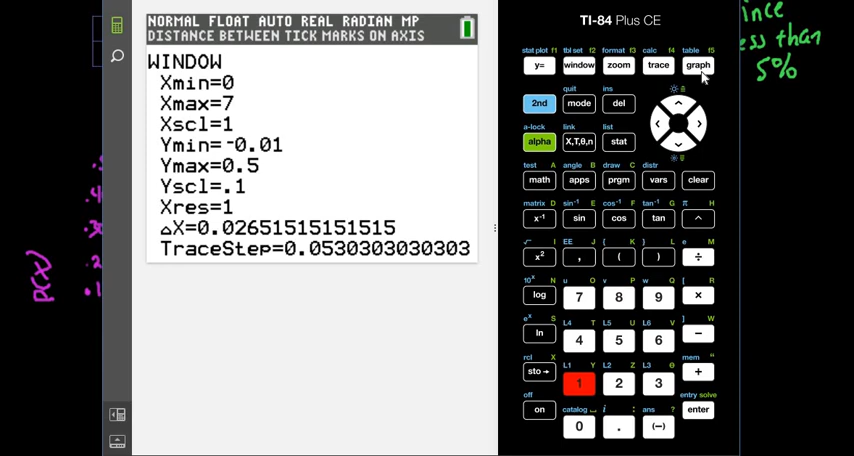 NORMAL FLOAT AUTO REAL RADIAN MP
DISTANCE BETWEEN TICK MARKS ON AXIS
WINDOW
Xmin=0
Xmax=7
Xscl=1
Ymin=-0.01
Ymax=0.5
Yscl=.1
Xres=1
△X=0.02651515151515
TraceStep=0.0530303030303
P(X)
.4
.2
.1
TI-84 Plus CE
stat plot f1 tbl set f2 format f3 calc f4 table f5
y= window zoom trace graph
quit ins
2nd mode del
a-lock link list
alpha X,T,θ,n stat
test A angle B draw C distr
math apps prgm vars clear
matrix D sin⁻¹ E cos⁻¹ F tan⁻¹ G π H
x⁻¹ sin cos tan ^
√ I EE J { K } L e M
x² , ( ) ÷
10ˣ N u O v P w Q [ R
log 7 8 9 ×
eˣ S L4 T L5 U L6 V ] W
ln 4 5 6 −
rcl X L1 Y L2 Z L3 θ mem "
sto→ 1 2 3 +
off catalog ⎵ i : ans ? entry solve
on 0 . (−) enter
ince
ess than
5%